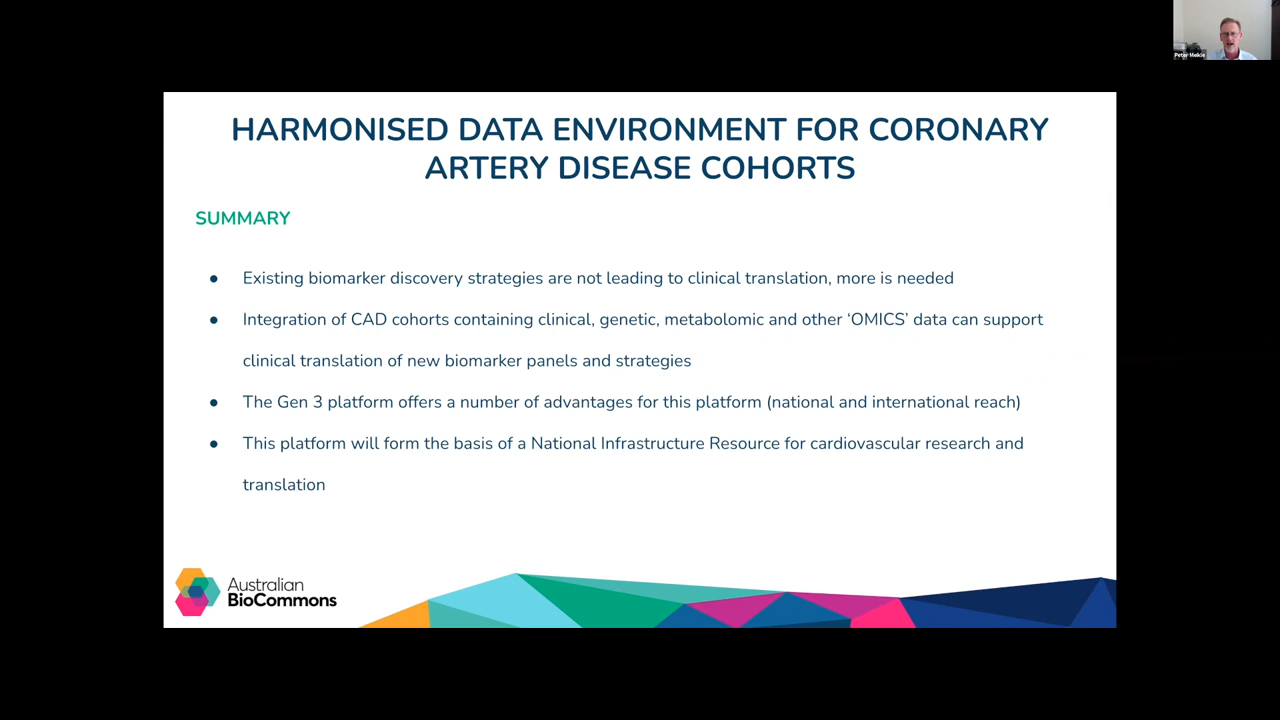 Peter Meikle
HARMONISED DATA ENVIRONMENT FOR CORONARY
ARTERY DISEASE COHORTS
SUMMARY
● Existing biomarker discovery strategies are not leading to clinical translation, more is needed
● Integration of CAD cohorts containing clinical, genetic, metabolomic and other ‘OMICS’ data can support
clinical translation of new biomarker panels and strategies
● The Gen 3 platform offers a number of advantages for this platform (national and international reach)
● This platform will form the basis of a National Infrastructure Resource for cardiovascular research and
translation
Australian
BioCommons